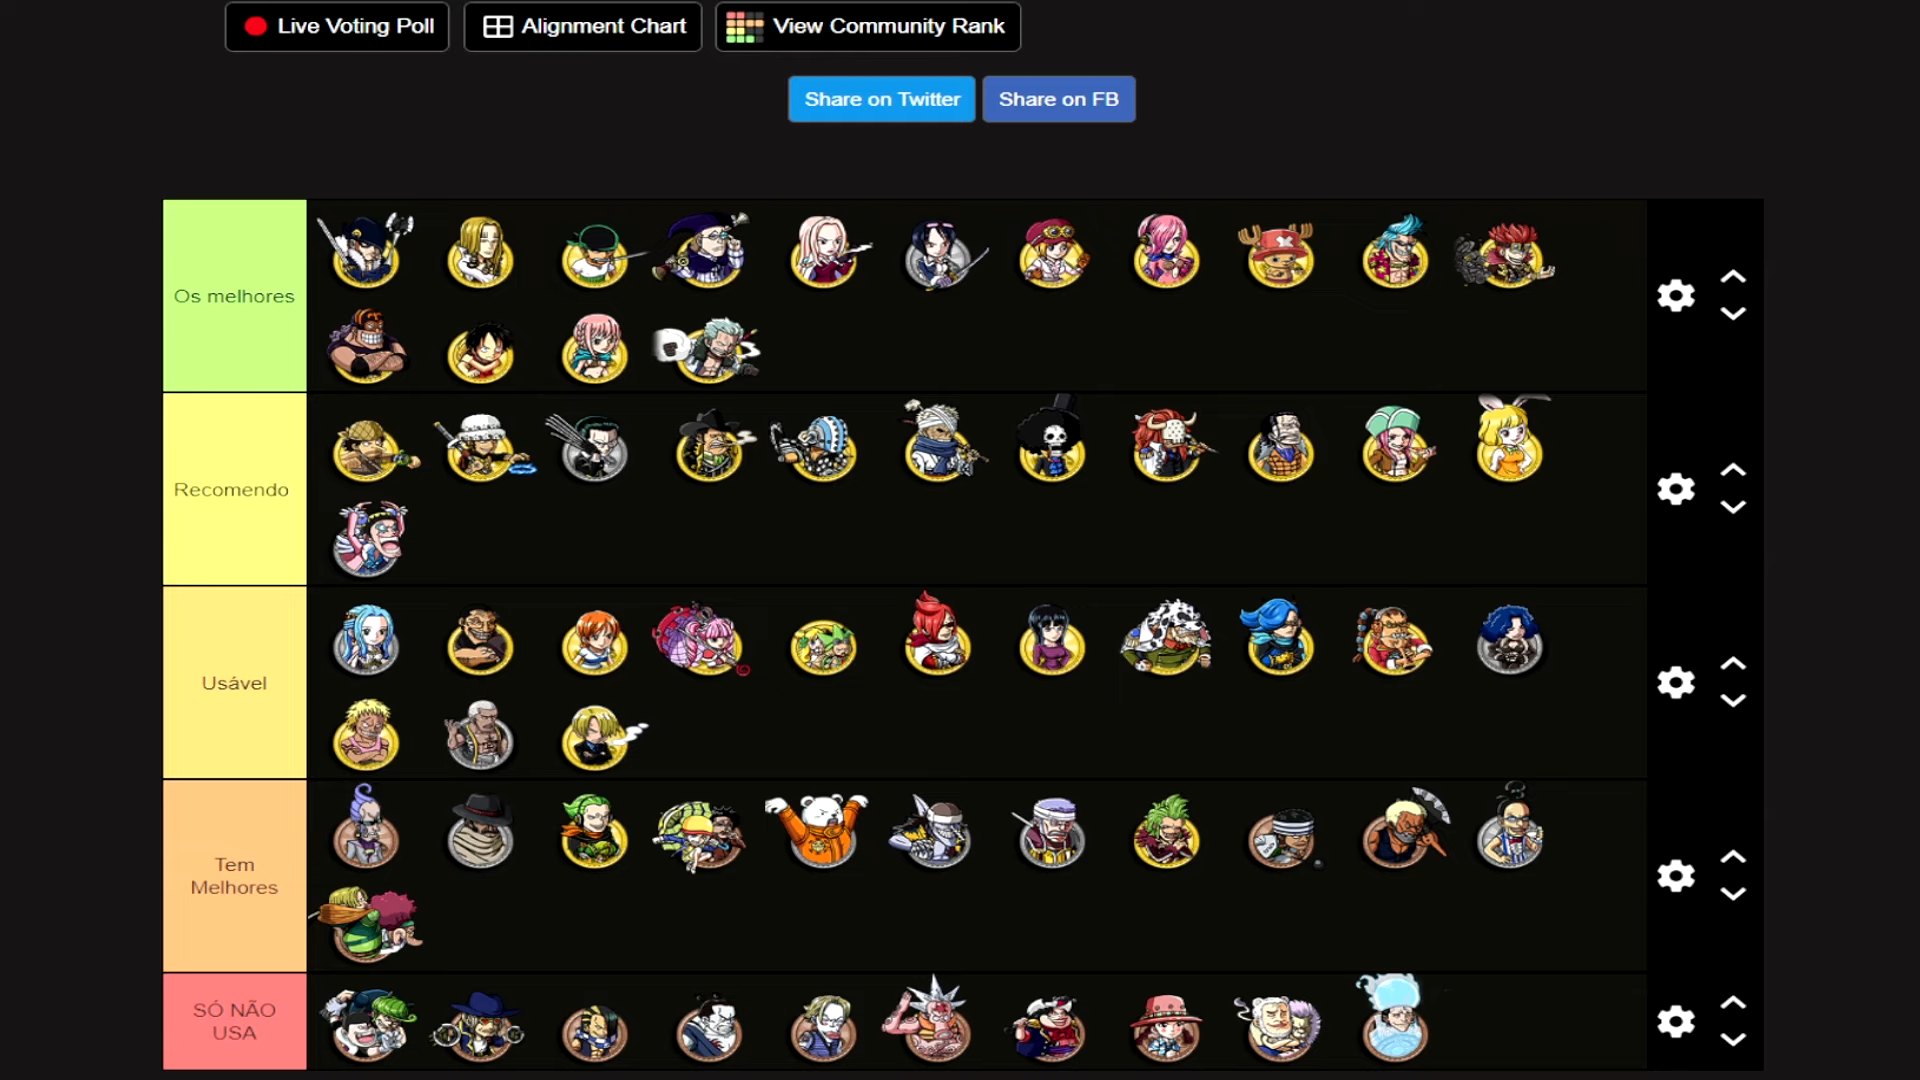 Live Voting Poll
Alignment Chart
View Community Rank
Share on Twitter
Share on FB
Os melhores
Recomendo
Usável
Tem
Melhores
SÓ NÃO
USA